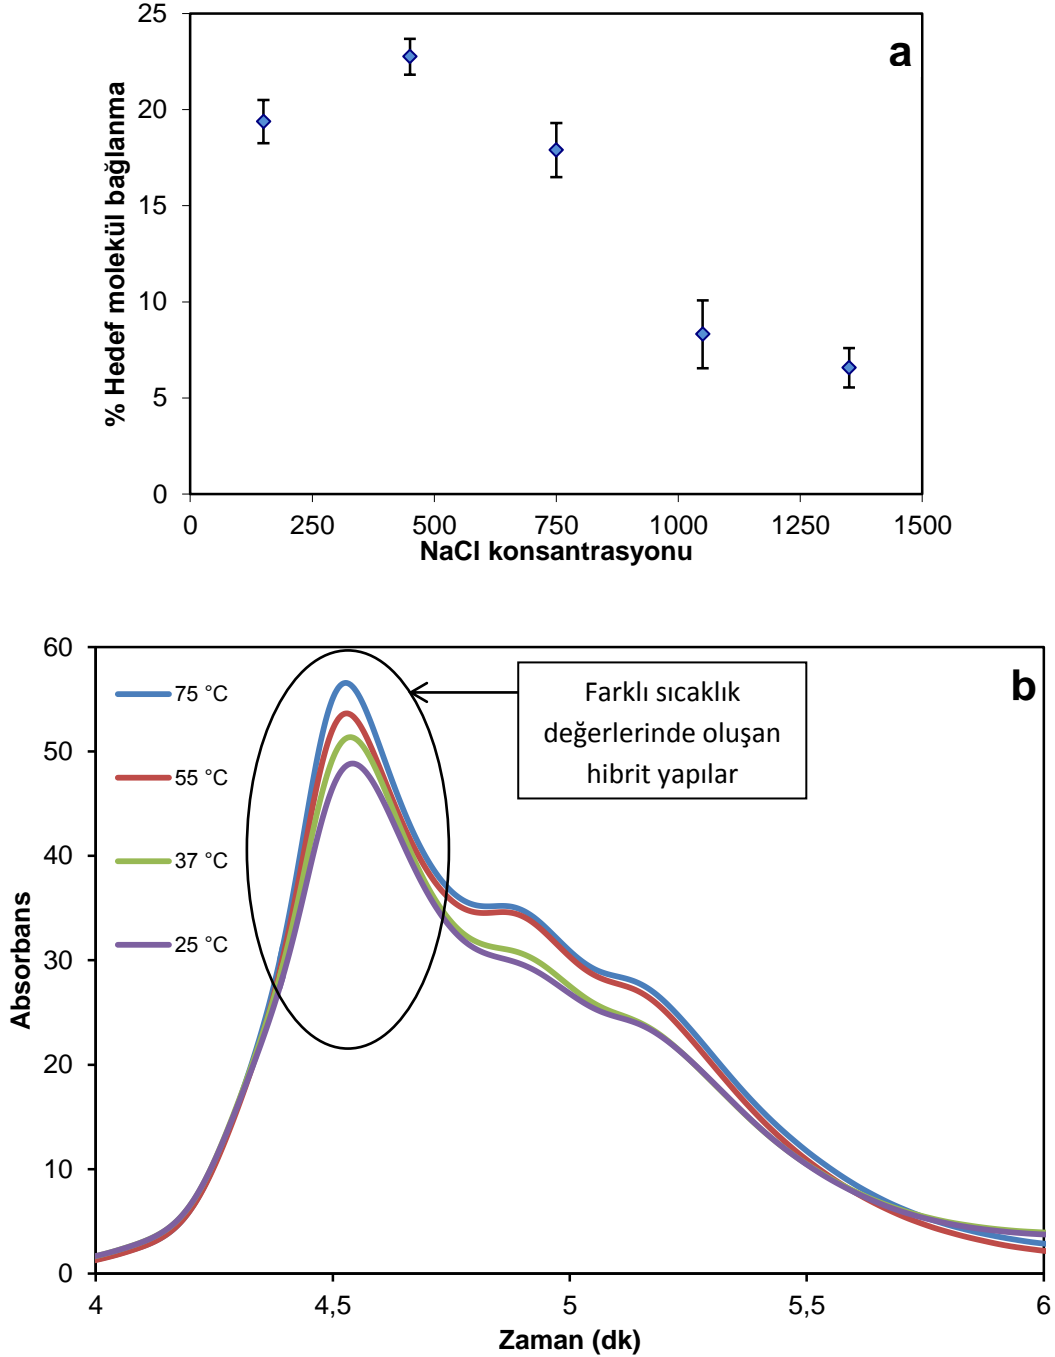 25
a
20
15
10
5
0
% Hedef molekül bağlanma
0 250 500 750 1000 1250 1500
NaCl konsantrasyonu
60
b
75 °C
Farklı sıcaklık
değerlerinde oluşan
hibrit yapılar
50
55 °C
40
37 °C
30
25 °C
20
10
0
Absorbans
4 4,5 5 5,5 6
Zaman (dk)